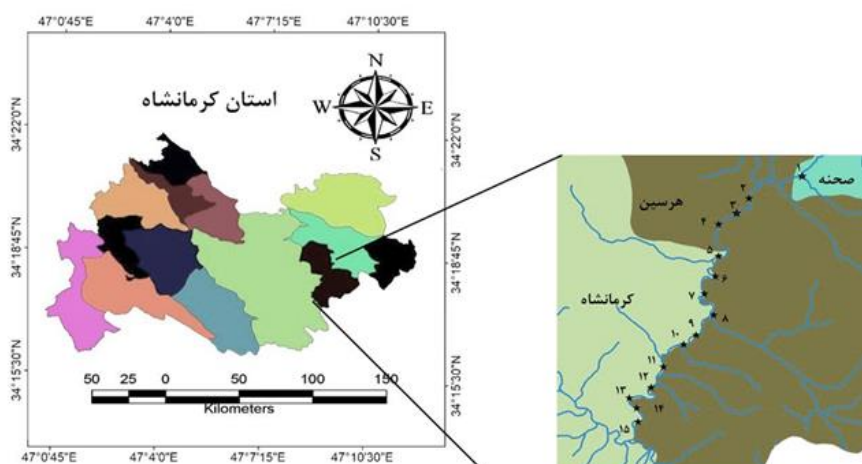 47°0'45"E 47°4'0"E 47°7'15"E 47°10'30"E
استان کرمانشاه
N
W E
S
34°22'0"N 34°22'0"N
34°18'45"N 34°18'45"N
34°15'30"N 34°15'30"N
50 25 0 50 100 150
Kilometers
47°0'45"E 47°4'0"E 47°7'15"E 47°10'30"E
صحنه
هرسین
کرمانشاه
۱
۲
۳
۴
۵
۶
۷
۸
۹
۱۰
۱۱
۱۲
۱۳
۱۴
۱۵